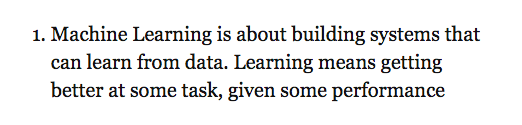 1. Machine Learning is about building systems that
can learn from data. Learning means getting
better at some task, given some performance